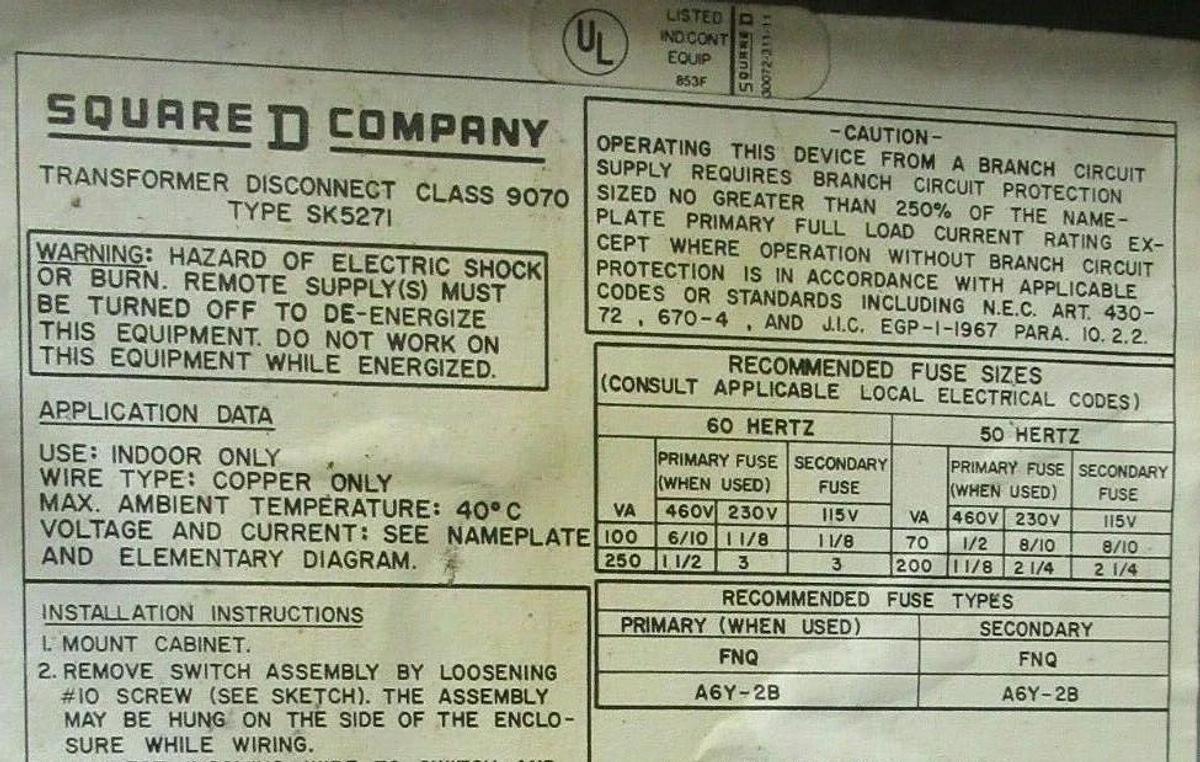 UL
LISTED
IND.CONT
EQUIP
853F
SQUARE D
SQUARE D COMPANY
TRANSFORMER DISCONNECT CLASS 9070
TYPE SK5271
WARNING: HAZARD OF ELECTRIC SHOCK
OR BURN. REMOTE SUPPLY(S) MUST
BE TURNED OFF TO DE-ENERGIZE
THIS EQUIPMENT. DO NOT WORK ON
THIS EQUIPMENT WHILE ENERGIZED.
APPLICATION DATA
USE: INDOOR ONLY
WIRE TYPE: COPPER ONLY
MAX. AMBIENT TEMPERATURE: 40°C
VOLTAGE AND CURRENT: SEE NAMEPLATE
AND ELEMENTARY DIAGRAM.
INSTALLATION INSTRUCTIONS
1. MOUNT CABINET.
2. REMOVE SWITCH ASSEMBLY BY LOOSENING
#10 SCREW (SEE SKETCH). THE ASSEMBLY
MAY BE HUNG ON THE SIDE OF THE ENCLO-
SURE WHILE WIRING.
-CAUTION-
OPERATING THIS DEVICE FROM A BRANCH CIRCUIT
SUPPLY REQUIRES BRANCH CIRCUIT PROTECTION
SIZED NO GREATER THAN 250% OF THE NAME-
PLATE PRIMARY FULL LOAD CURRENT RATING EX-
CEPT WHERE OPERATION WITHOUT BRANCH CIRCUIT
PROTECTION IS IN ACCORDANCE WITH APPLICABLE
CODES OR STANDARDS INCLUDING N.E.C. ART. 430-
72 , 670-4 , AND J.I.C. EGP-1-1967 PARA. 10.2.2.
RECOMMENDED FUSE SIZES
(CONSULT APPLICABLE LOCAL ELECTRICAL CODES)
60 HERTZ 50 HERTZ
PRIMARY FUSE SECONDARY PRIMARY FUSE SECONDARY
(WHEN USED) FUSE (WHEN USED) FUSE
VA 460V 230V 115V VA 460V 230V 115V
100 6/10 1 1/8 1 1/8 70 1/2 8/10 8/10
250 1 1/2 3 3 200 1 1/8 2 1/4 2 1/4
RECOMMENDED FUSE TYPES
PRIMARY (WHEN USED) SECONDARY
FNQ FNQ
A6Y-2B A6Y-2B